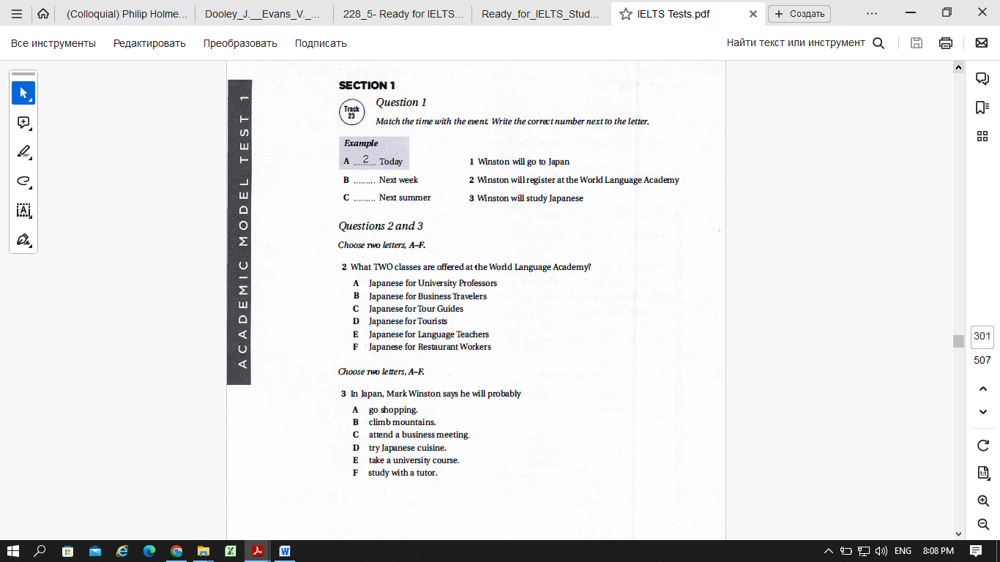 (Colloquial) Philip Holme...
Dooley_J.__Evans_V._...
228_5- Ready for IELTS...
Ready_for_IELTS_Stud...
IELTS Tests.pdf
Создать
Все инструменты
Редактировать
Преобразовать
Подписать
Найти текст или инструмент
ACADEMIC MODEL TEST 1
SECTION 1
Track
23
Question 1
Match the time with the event. Write the correct number next to the letter.
Example
A ...2... Today
1 Winston will go to Japan
B ......... Next week
2 Winston will register at the World Language Academy
C ......... Next summer
3 Winston will study Japanese
Questions 2 and 3
Choose two letters, A–F.
2 What TWO classes are offered at the World Language Academy?
A Japanese for University Professors
B Japanese for Business Travelers
C Japanese for Tour Guides
D Japanese for Tourists
E Japanese for Language Teachers
F Japanese for Restaurant Workers
Choose two letters, A–F.
3 In Japan, Mark Winston says he will probably
A go shopping.
B climb mountains.
C attend a business meeting.
D try Japanese cuisine.
E take a university course.
F study with a tutor.
301
507
1:1
ENG
8:08 PM